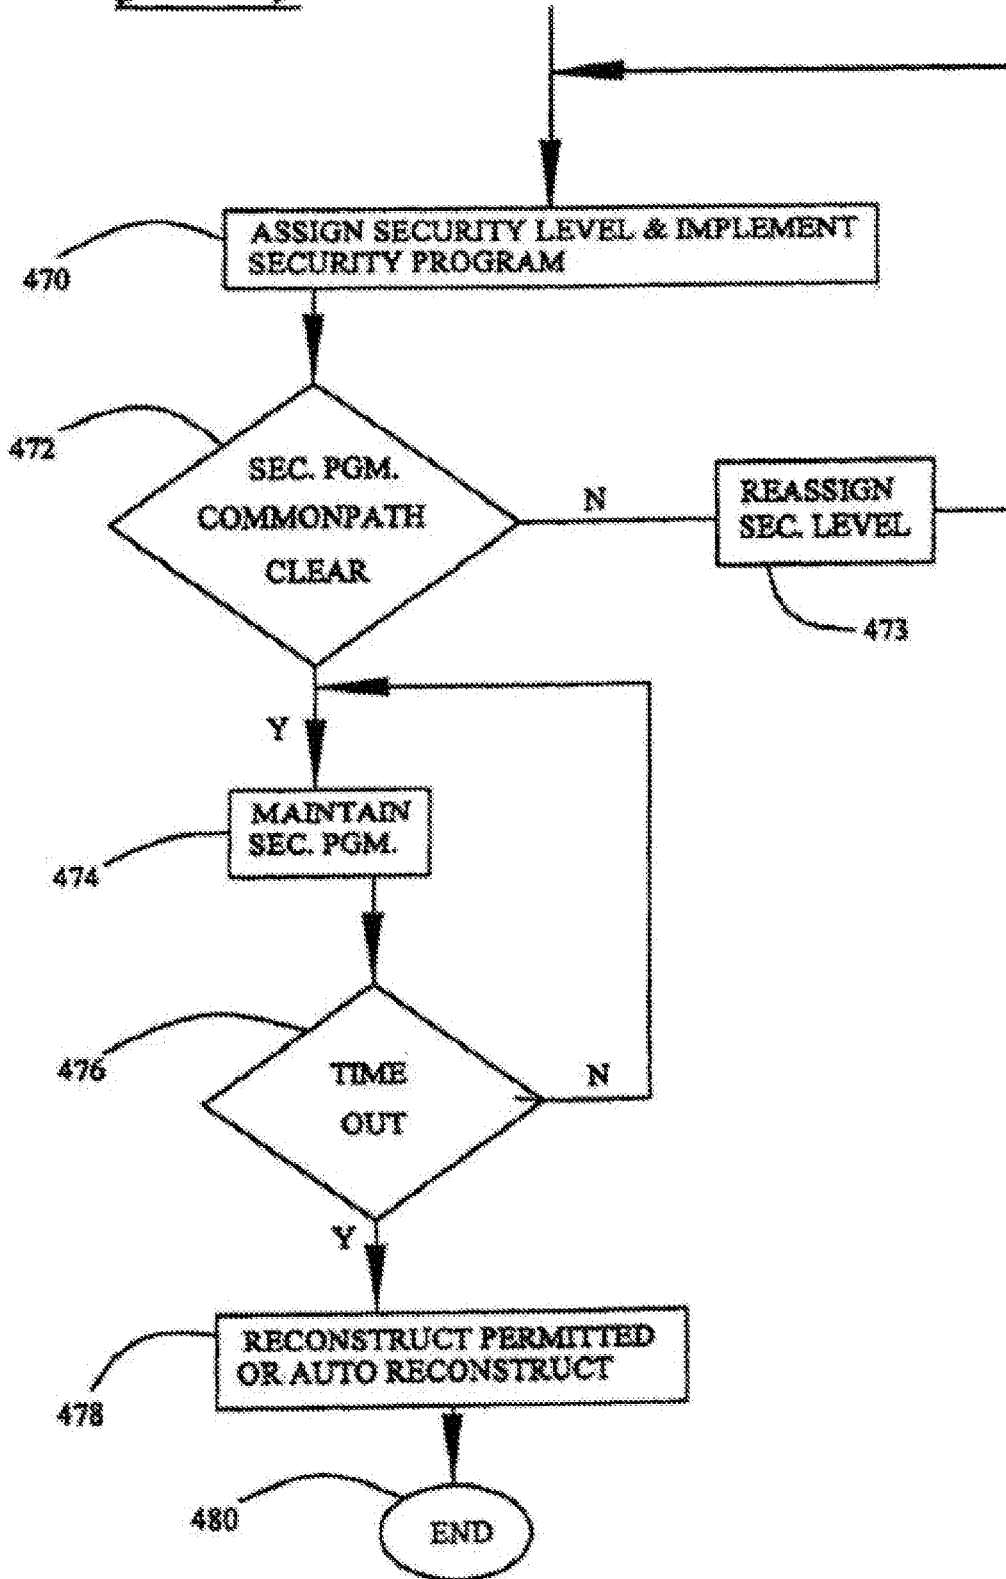 ASSIGN SECURITY LEVEL & IMPLEMENT
SECURITY PROGRAM
470
472
SEC. PGM.
COMMONPATH
CLEAR
N
REASSIGN
SEC. LEVEL
473
Y
MAINTAIN
SEC. PGM.
474
476
TIME
OUT
N
Y
RECONSTRUCT PERMITTED
OR AUTO RECONSTRUCT
478
480
END